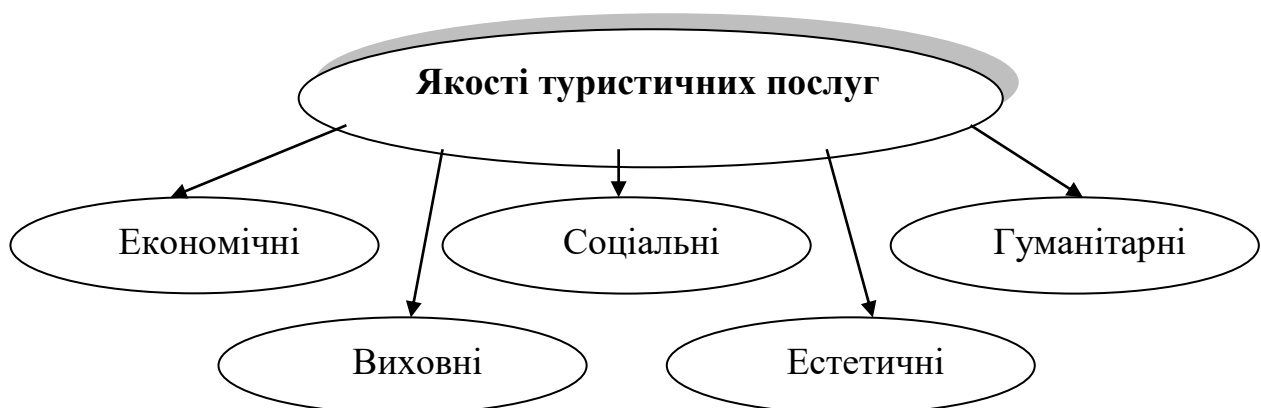 Якості туристичних послуг
Економічні
Соціальні
Гуманітарні
Виховні
Естетичні